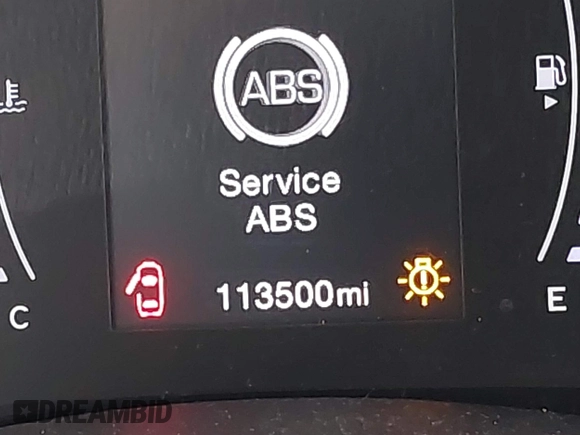 ABS
Service
ABS
113500mi
C
E
DREAMBID